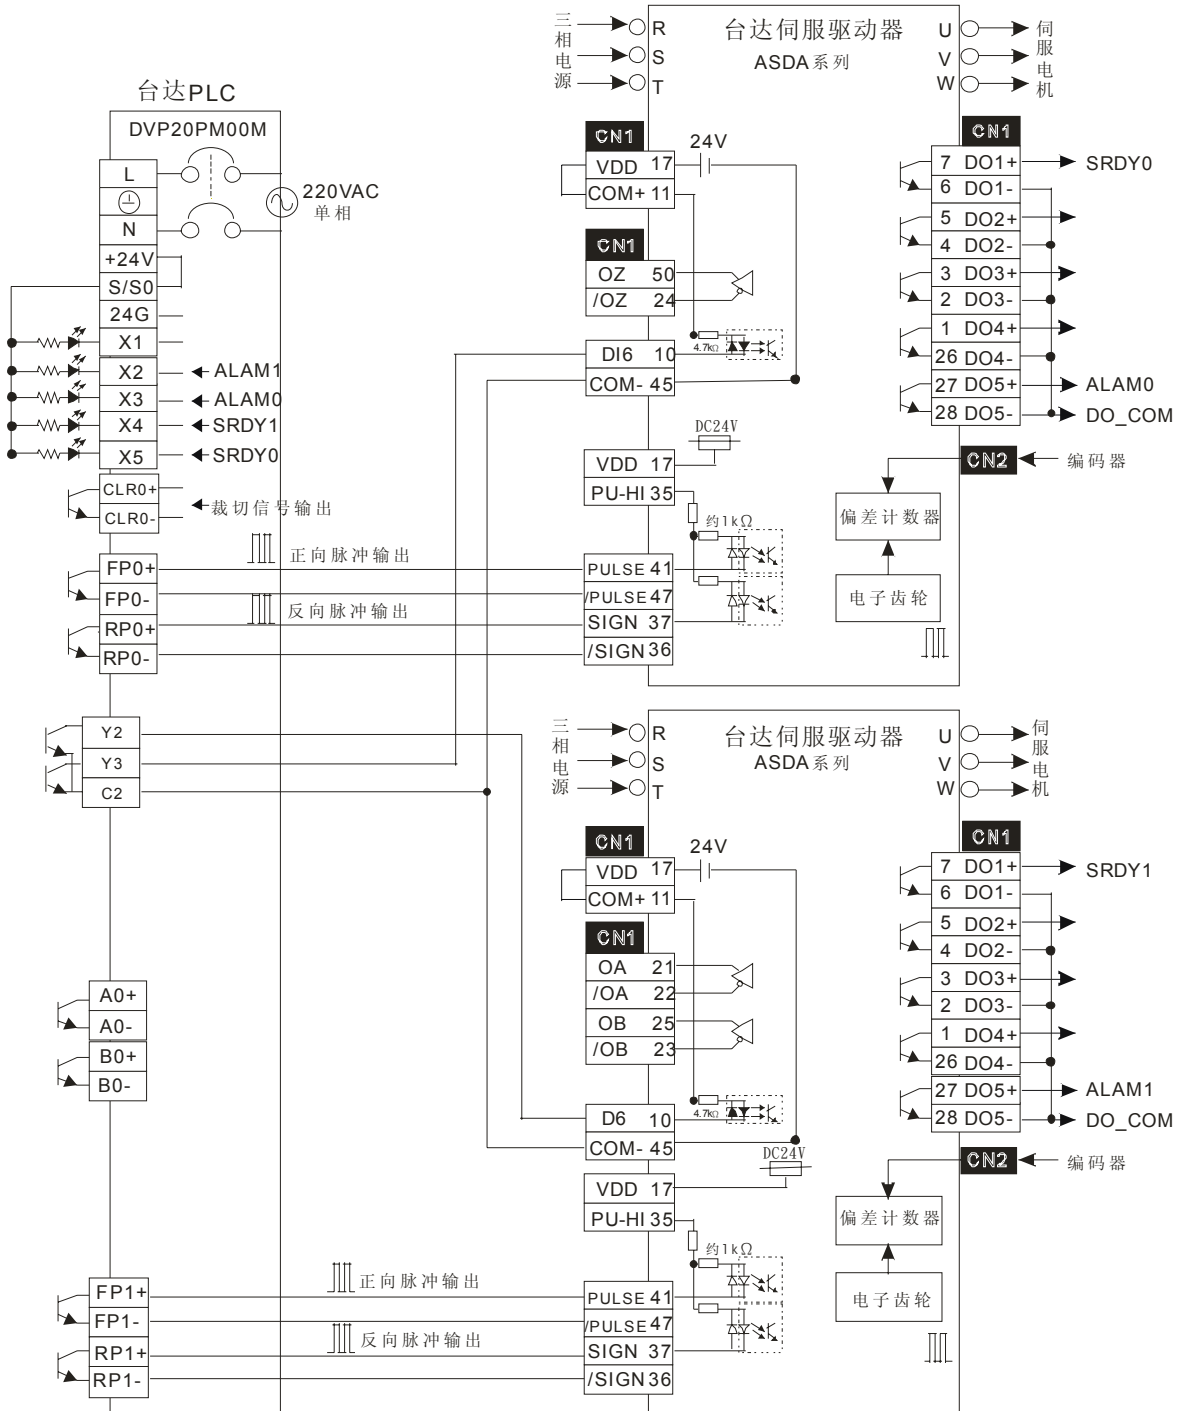 台达PLC
DVP20PM00M
L
N
220VAC
单相
+24V
S/S0
24G
X1
X2
ALAM1
X3
ALAM0
X4
SRDY1
X5
SRDY0
CLR0+
CLR0-
裁切信号输出
FP0+
正向脉冲输出
FP0-
RP0+
反向脉冲输出
RP0-
Y2
Y3
C2
A0+
A0-
B0+
B0-
FP1+
正向脉冲输出
FP1-
RP1+
反向脉冲输出
RP1-
三相电源
R
S
T
台达伺服驱动器
ASDA系列
U
V
W
伺服电机
CN1
VDD 17
24V
COM+ 11
CN1
OZ 50
/OZ 24
4.7kΩ
DI6 10
COM- 45
DC24V
VDD 17
PU-HI 35
约1kΩ
PULSE 41
/PULSE 47
SIGN 37
/SIGN 36
CN1
7 DO1+
SRDY0
6 DO1-
5 DO2+
4 DO2-
3 DO3+
2 DO3-
1 DO4+
26 DO4-
27 DO5+
ALAM0
28 DO5-
DO_COM
CN2
编码器
偏差计数器
电子齿轮
三相电源
R
S
T
台达伺服驱动器
ASDA系列
U
V
W
伺服电机
CN1
VDD 17
24V
COM+ 11
CN1
OA 21
/OA 22
OB 25
/OB 23
4.7kΩ
D6 10
COM- 45
DC24V
VDD 17
PU-HI 35
约1kΩ
PULSE 41
/PULSE 47
SIGN 37
/SIGN 36
CN1
7 DO1+
SRDY1
6 DO1-
5 DO2+
4 DO2-
3 DO3+
2 DO3-
1 DO4+
26 DO4-
27 DO5+
ALAM1
28 DO5-
DO_COM
CN2
编码器
偏差计数器
电子齿轮